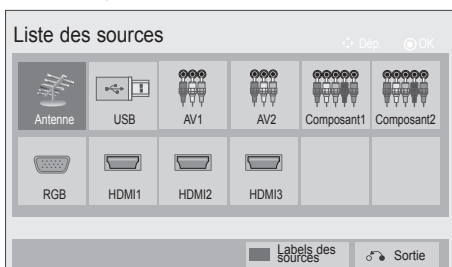 Liste des sources
Dép. OK
Antenne USB AV1 AV2 Composant1 Composant2
RGB HDMI1 HDMI2 HDMI3
Labels des
sources
Sortie